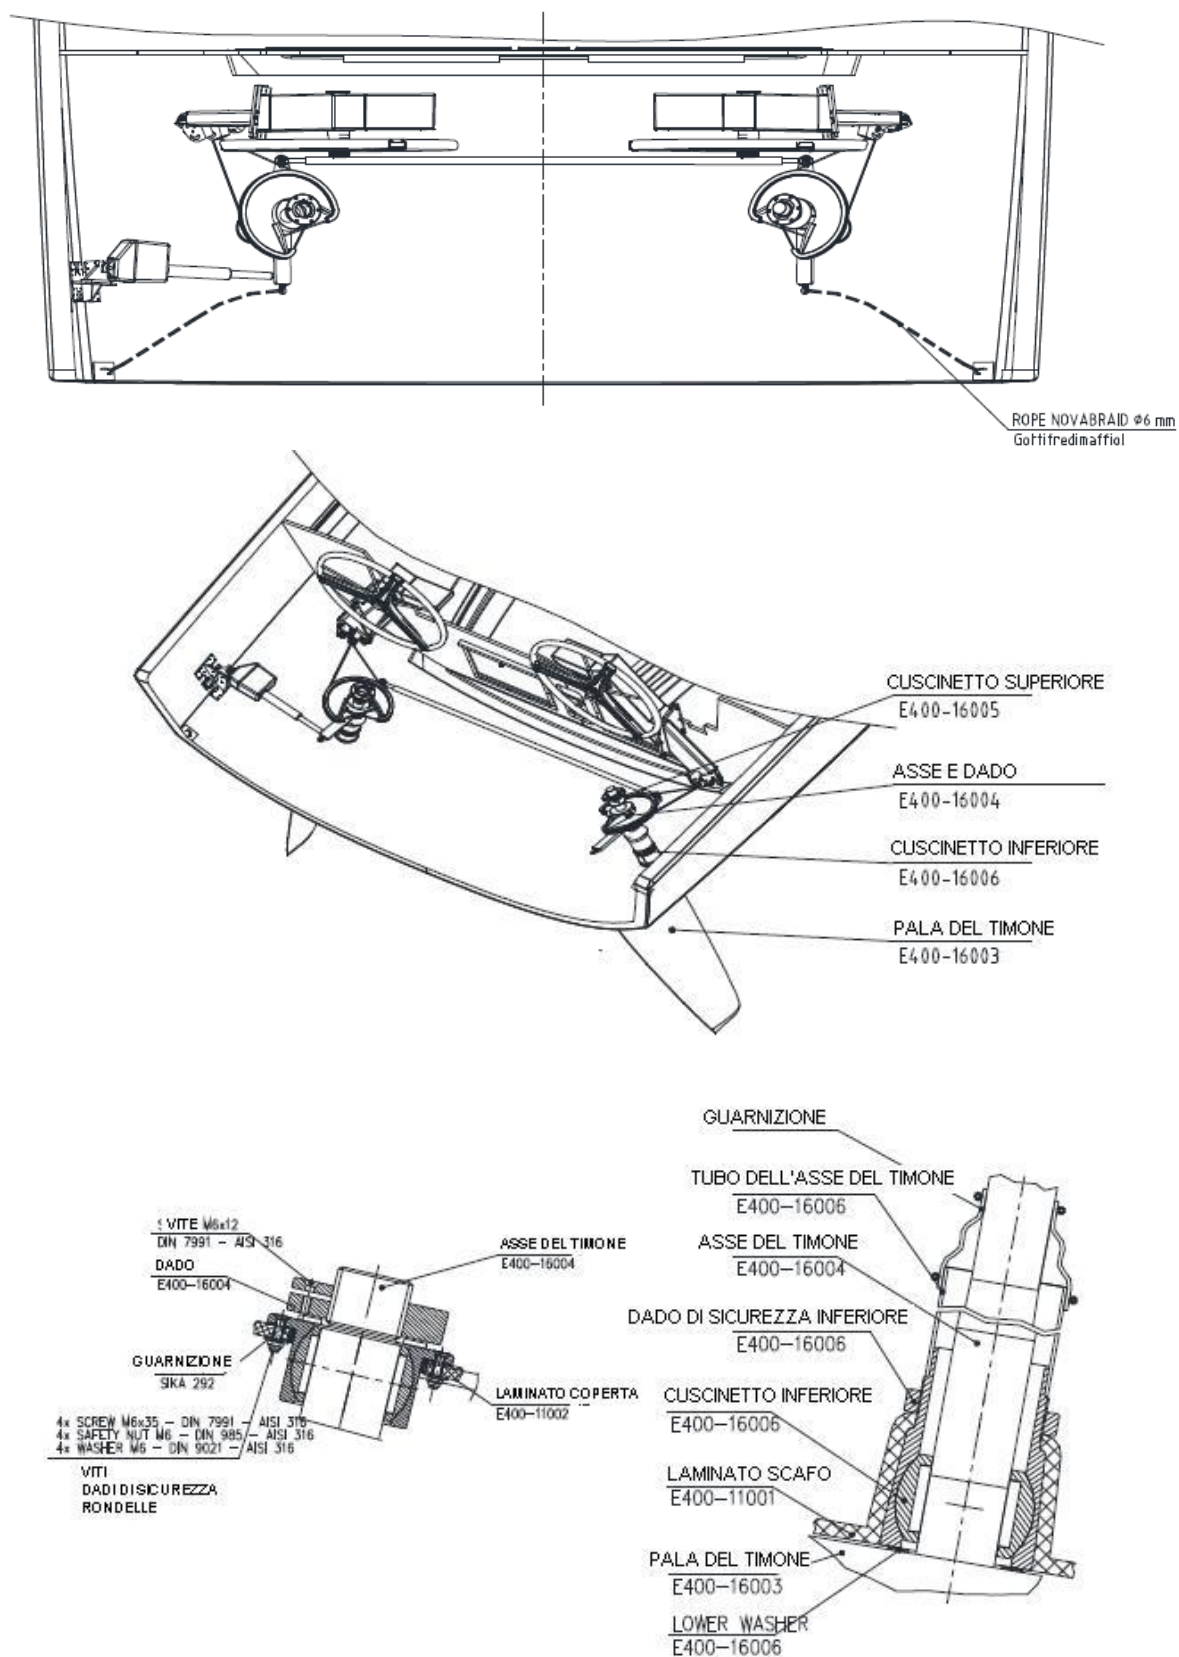 ROPE NOVABRAID ⌀6 mm
Gottifredimaffiol
CUSCINETTO SUPERIORE
E400-16005
ASSE E DADO
E400-16004
CUSCINETTO INFERIORE
E400-16006
PALA DEL TIMONE
E400-16003
VITE M6x12
DIN 7991 - AISI 316
DADO
E400-16004
GUARNIZIONE
SIKA 292
4x SCREW M6x35 - DIN 7991 - AISI 316
4x SAFETY NUT M6 - DIN 985 - AISI 316
4x WASHER M6 - DIN 9021 - AISI 316
VITI
DADI DI SICUREZZA
RONDELLE
ASSE DEL TIMONE
E400-16004
LAMINATO COPERTA
E400-11002
GUARNIZIONE
TUBO DELL'ASSE DEL TIMONE
E400-16006
ASSE DEL TIMONE
E400-16004
DADO DI SICUREZZA INFERIORE
E400-16006
CUSCINETTO INFERIORE
E400-16006
LAMINATO SCAFO
E400-11001
PALA DEL TIMONE
E400-16003
LOWER WASHER
E400-16006